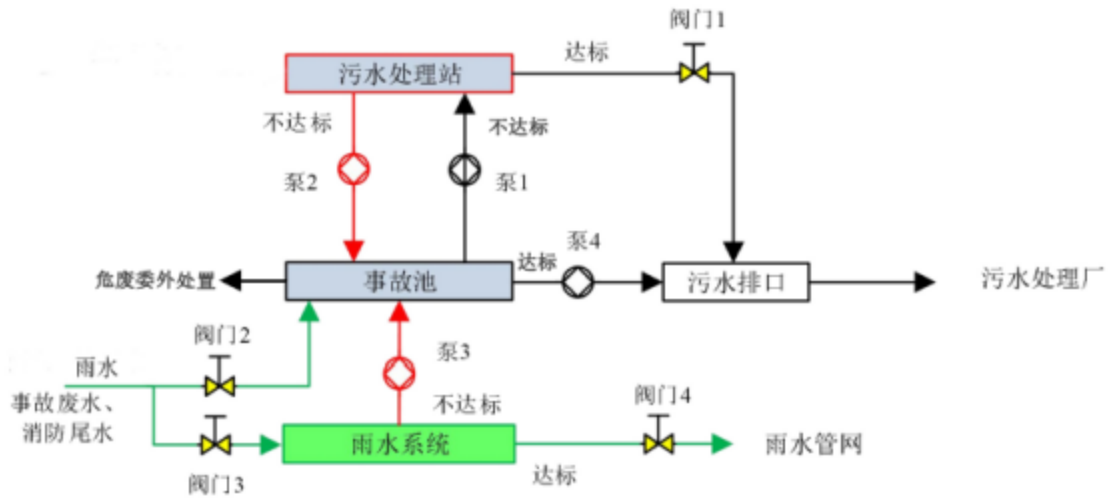 阀门1
达标
污水处理站
不达标
不达标
泵2
泵1
泵4
达标
危废委外处置
事故池
污水排口
污水处理厂
阀门2
泵3
雨水
事故废水、
消防尾水
不达标
阀门4
雨水系统
雨水管网
达标
阀门3